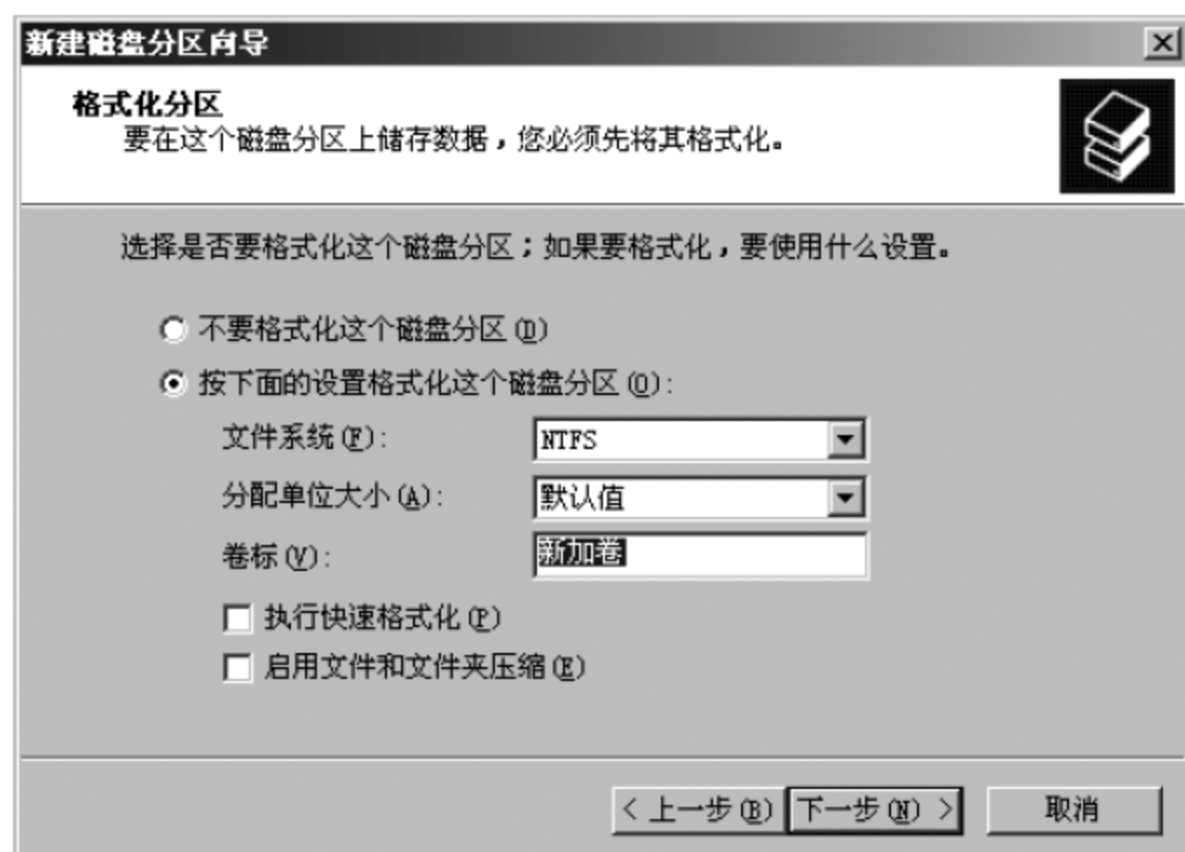 新建磁盘分区向导
格式化分区
要在这个磁盘分区上储存数据，您必须先将其格式化。
选择是否要格式化这个磁盘分区；如果要格式化，要使用什么设置。
不要格式化这个磁盘分区(D)
按下面的设置格式化这个磁盘分区(O):
文件系统(F): NTFS
分配单位大小(A): 默认值
卷标(V): 新加卷
执行快速格式化(P)
启用文件和文件夹压缩(E)
< 上一步(B) 下一步(N) > 取消